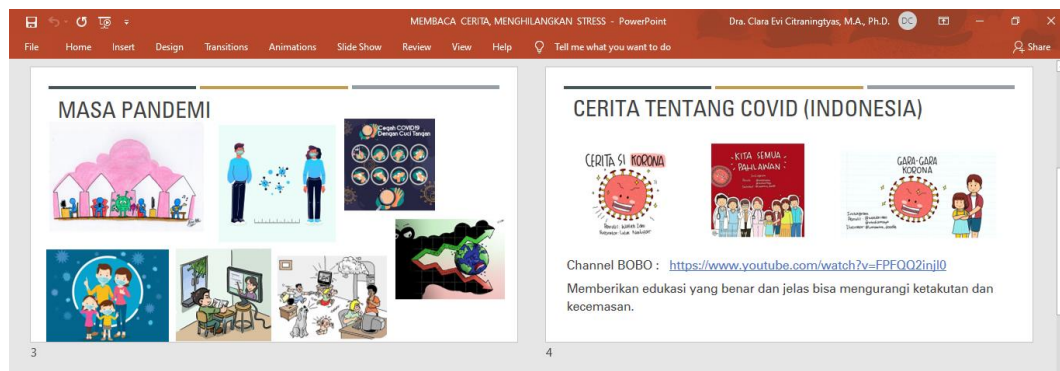 MEMBACA CERITA, MENGHILANGKAN STRESS - PowerPoint
Dra. Clara Evi Citraningtyas, M.A., Ph.D.
DC
File Home Insert Design Transitions Animations Slide Show Review View Help Tell me what you want to do
Share
MASA PANDEMI
Cegah COVID19
Dengan Cuci Tangan
3
CERITA TENTANG COVID (INDONESIA)
CERITA SI KORONA
KITA SEMUA
PAHLAWAN
GARA-GARA
KORONA
Channel BOBO : https://www.youtube.com/watch?v=FPFQQ2injI0
Memberikan edukasi yang benar dan jelas bisa mengurangi ketakutan dan
kecemasan.
4